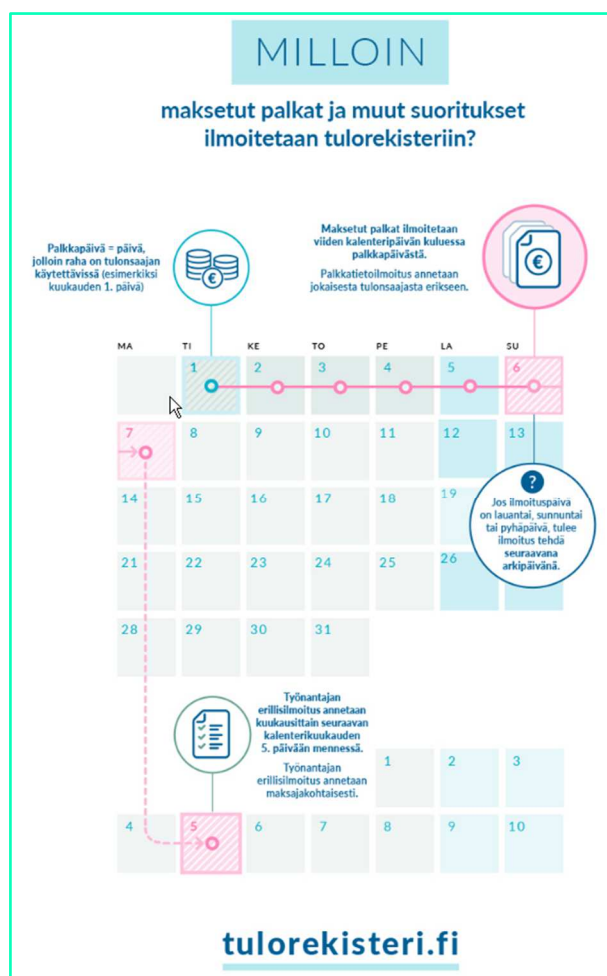 MILLOIN
maksetut palkat ja muut suoritukset
ilmoitetaan tulorekisteriin?
Palkkapäivä = päivä,
jolloin raha on tulonsaajan
käytettävissä (esimerkiksi
kuukauden 1. päivä)
€
Maksetut palkat ilmoitetaan
viiden kalenteripäivän kuluessa
palkkapäivästä.
Palkkatietoilmoitus annetaan
jokaisesta tulonsaajasta erikseen.
€
MA TI KE TO PE LA SU
1 2 3 4 5 6
7 8 9 10 11 12 13
14 15 16 17 18 19
21 22 23 24 25 26
28 29 30 31
?
Jos ilmoituspäivä
on lauantai, sunnuntai
tai pyhäpäivä, tulee
ilmoitus tehdä
seuraavana
arkipäivänä.
Työnantajan
erillisilmoitus annetaan
kuukausittain seuraavan
kalenterikuukauden
5. päivään mennessä.
Työnantajan
erillisilmoitus annetaan
maksajakohtaisesti.
1 2 3
4 5 6 7 8 9 10
tulorekisteri.fi